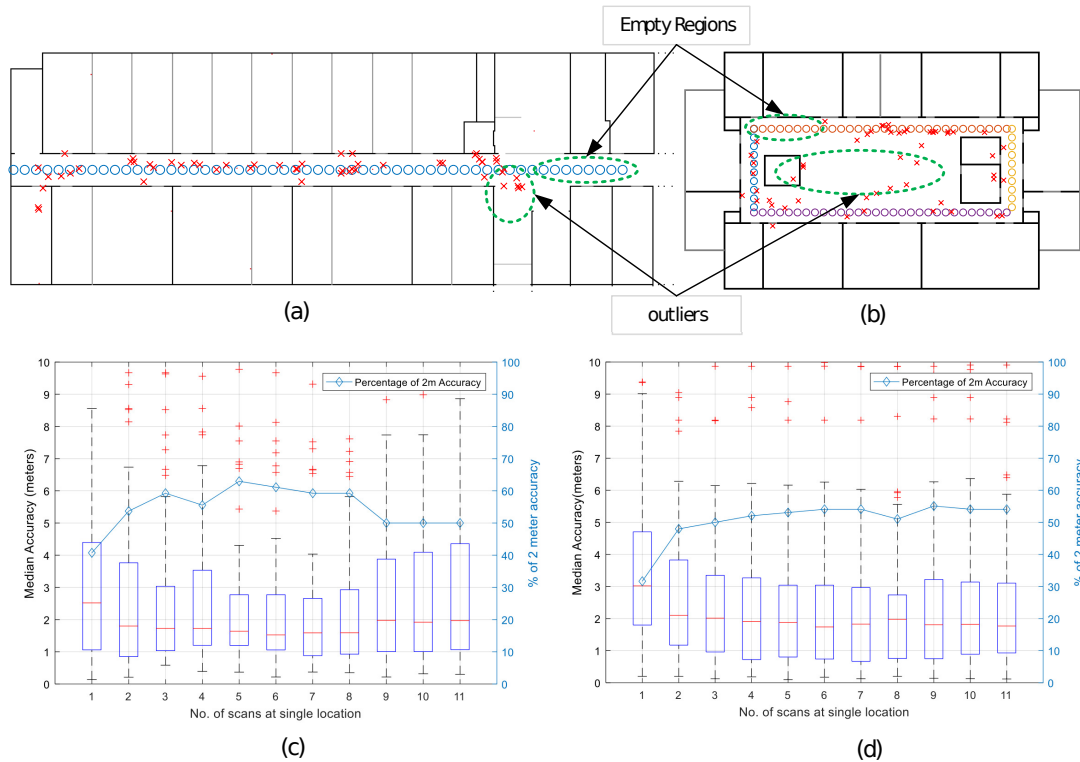 Empty Regions
outliers
(a)
(b)
Percentage of 2m Accuracy
Median Accuracy (meters)
10
9
8
7
6
5
4
3
2
1
0
100
90
80
70
60
50
40
30
20
10
0
% of 2 meter accuracy
1 2 3 4 5 6 7 8 9 10 11
No. of scans at single location
(c)
Percentage of 2m Accuracy
Median Accuracy(meters)
10
9
8
7
6
5
4
3
2
1
0
100
90
80
70
60
50
40
30
20
10
0
% of 2 meter accuracy
1 2 3 4 5 6 7 8 9 10 11
No. of scans at single location
(d)